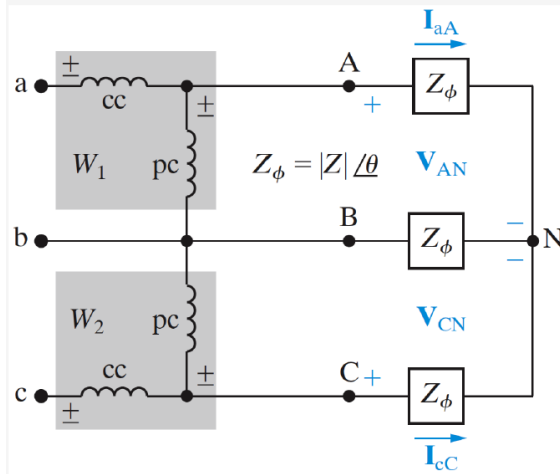 I_aA
a ± cc ± A + Z_ϕ
W_1 pc Z_ϕ = |Z| ∠θ V_AN
b B Z_ϕ − N
−
W_2 pc V_CN
c ± cc ± C + Z_ϕ
I_cC